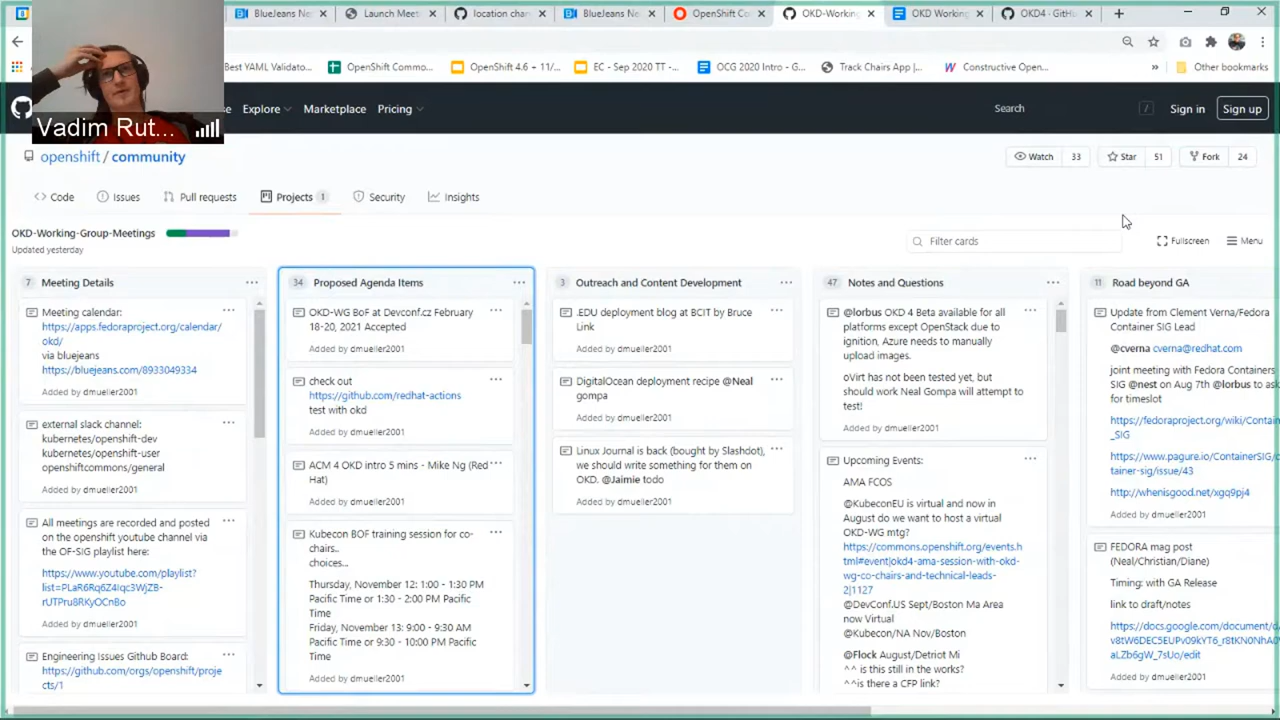 BlueJeans Ne
Launch Meet
location chan
BlueJeans Ne
OpenShift Co
OKD-Working
OKD Working
OKD4 - GitHu
Best YAML Validato...
OpenShift Commo...
OpenShift 4.6 + 11/...
EC - Sep 2020 TT -...
OCG 2020 Intro - G...
Track Chairs App |...
Constructive Open...
»
Other bookmarks
Explore
Marketplace
Pricing
Search
/
Sign in
Sign up
Vadim Rut...
openshift / community
Watch 33
Star 51
Fork 24
Code
Issues
Pull requests
Projects 1
Security
Insights
OKD-Working-Group-Meetings
Updated yesterday
Filter cards
Fullscreen
Menu
7 Meeting Details
Meeting calendar:
https://apps.fedoraproject.org/calendar/
okd/
via bluejeans
https://bluejeans.com/8933049334
Added by dmueller2001
external slack channel:
kubernetes/openshift-dev
kubernetes/openshift-user
openshiftcommons/general
Added by dmueller2001
All meetings are recorded and posted
on the openshift youtube channel via
the OF-SIG playlist here:
https://www.youtube.com/playlist?
list=PLaR6Rq6Z4Iqc3WjZB-
rUTPru8RKyOCnBo
Added by dmueller2001
Engineering Issues Github Board:
https://github.com/orgs/openshift/proje
cts/1
34 Proposed Agenda Items
OKD-WG BoF at Devconf.cz February
18-20, 2021 Accepted
Added by dmueller2001
check out
https://github.com/redhat-actions
test with okd
Added by dmueller2001
ACM 4 OKD intro 5 mins - Mike Ng (Red
Hat)
Added by dmueller2001
Kubecon BOF training session for co-
chairs..
choices...
Thursday, November 12: 1:00 - 1:30 PM
Pacific Time or 1:30 - 2:00 PM Pacific
Time
Friday, November 13: 9:00 - 9:30 AM
Pacific Time or 9:30 - 10:00 PM Pacific
Time
Added by dmueller2001
3 Outreach and Content Development
.EDU deployment blog at BCIT by Bruce
Link
Added by dmueller2001
DigitalOcean deployment recipe @Neal
gompa
Added by dmueller2001
Linux Journal is back (bought by Slashdot),
we should write something for them on
OKD. @Jaimie todo
Added by dmueller2001
47 Notes and Questions
@lorbus OKD 4 Beta available for all
platforms except OpenStack due to
ignition, Azure needs to manually
upload images.
oVirt has not been tested yet, but
should work Neal Gompa will attempt to
test!
Added by dmueller2001
Upcoming Events:
AMA FCOS
@KubeconEU is virtual and now in
August do we want to host a virtual
OKD-WG mtg?
https://commons.openshift.org/events.h
tml#event|okd4-ama-session-with-okd-
wg-co-chairs-and-technical-leads-
2|1127
@DevConf.US Sept/Boston Ma Area
now Virtual
@Kubecon/NA Nov/Boston
@Flock August/Detriot Mi
^^ is this still in the works?
^^is there a CFP link?
11 Road beyond GA
Update from Clement Verna/Fedora
Container SIG Lead
@cverna cverna@redhat.com
joint meeting with Fedora Containers
SIG @nest on Aug 7th @lorbus to ask
for timeslot
https://fedoraproject.org/wiki/Contain
_SIG
https://www.pagure.io/ContainerSIG/c
tainer-sig/issue/43
http://whenisgood.net/xgq9pj4
Added by dmueller2001
FEDORA mag post
(Neal/Christian/Diane)
Timing: with GA Release
link to draft/notes
https://docs.google.com/document/d
v8tW6DEC5EUPv09kYT6_r8tKN0NhA0
aLZb6gW_7sUo/edit
Added by dmueller2001